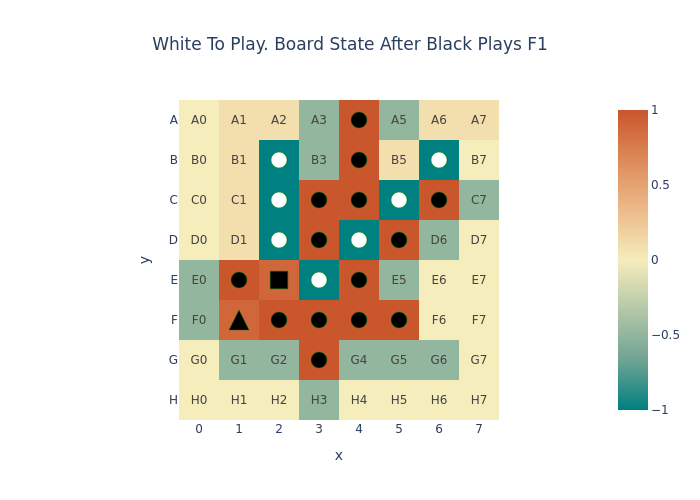 White To Play. Board State After Black Plays F1
A A0 A1 A2 A3 A5 A6 A7
B B0 B1 B3 B5 B7
C C0 C1 C7
D D0 D1 D6 D7
E E0 E5 E6 E7
F F0 F6 F7
G G0 G1 G2 G4 G5 G6 G7
H H0 H1 H2 H3 H4 H5 H6 H7
0 1 2 3 4 5 6 7
x
y
1
0.5
0
−0.5
−1